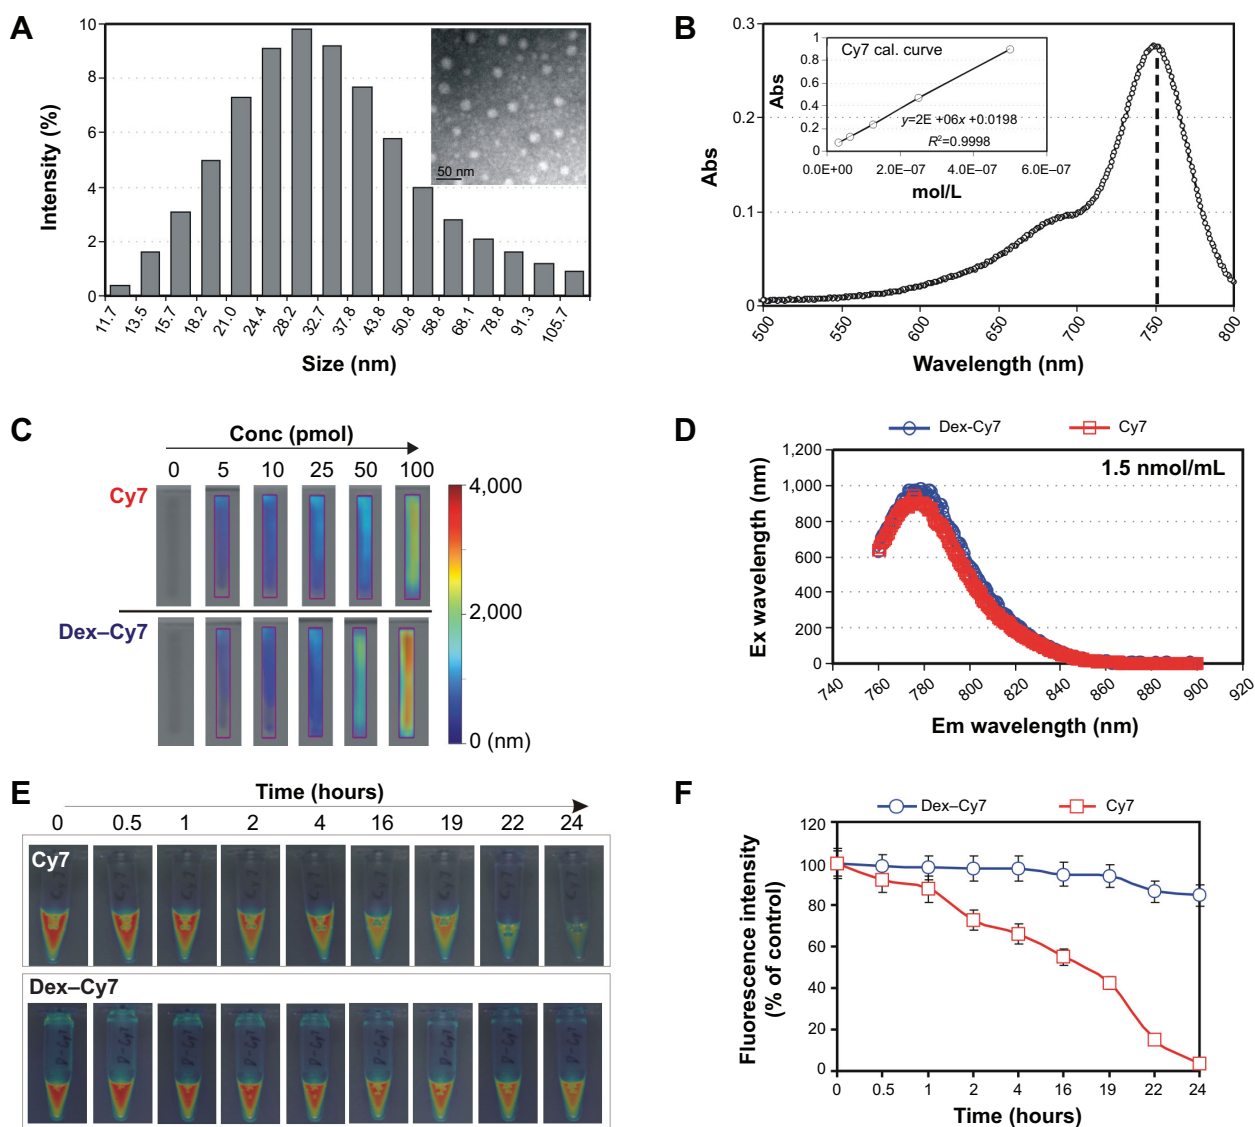 A
10
8
6
4
2
0
Intensity (%)
50 nm
11.7
13.5
15.7
18.2
21.0
24.4
28.2
32.7
37.8
43.8
50.8
58.8
68.1
78.8
91.3
105.7
Size (nm)
B
0.3
0.2
0.1
0
Abs
Cy7 cal. curve
1
0.8
0.6
0.4
0.2
0
Abs
y=2E +06x +0.0198
R²=0.9998
0.0E+00
2.0E–07
4.0E–07
6.0E–07
mol/L
500
550
600
650
700
750
800
Wavelength (nm)
C
Conc (pmol)
0 5 10 25 50 100
Cy7
Dex–Cy7
4,000
2,000
0 (nm)
D
Dex-Cy7
Cy7
1.5 nmol/mL
1,200
1,000
800
600
400
200
0
Ex wavelength (nm)
740
760
780
800
820
840
860
880
900
920
Em wavelength (nm)
E
Time (hours)
0 0.5 1 2 4 16 19 22 24
Cy7
Dex–Cy7
F
Dex–Cy7
Cy7
120
100
80
60
40
20
0
Fluorescence intensity
(% of control)
0 0.5 1 2 4 16 19 22 24
Time (hours)